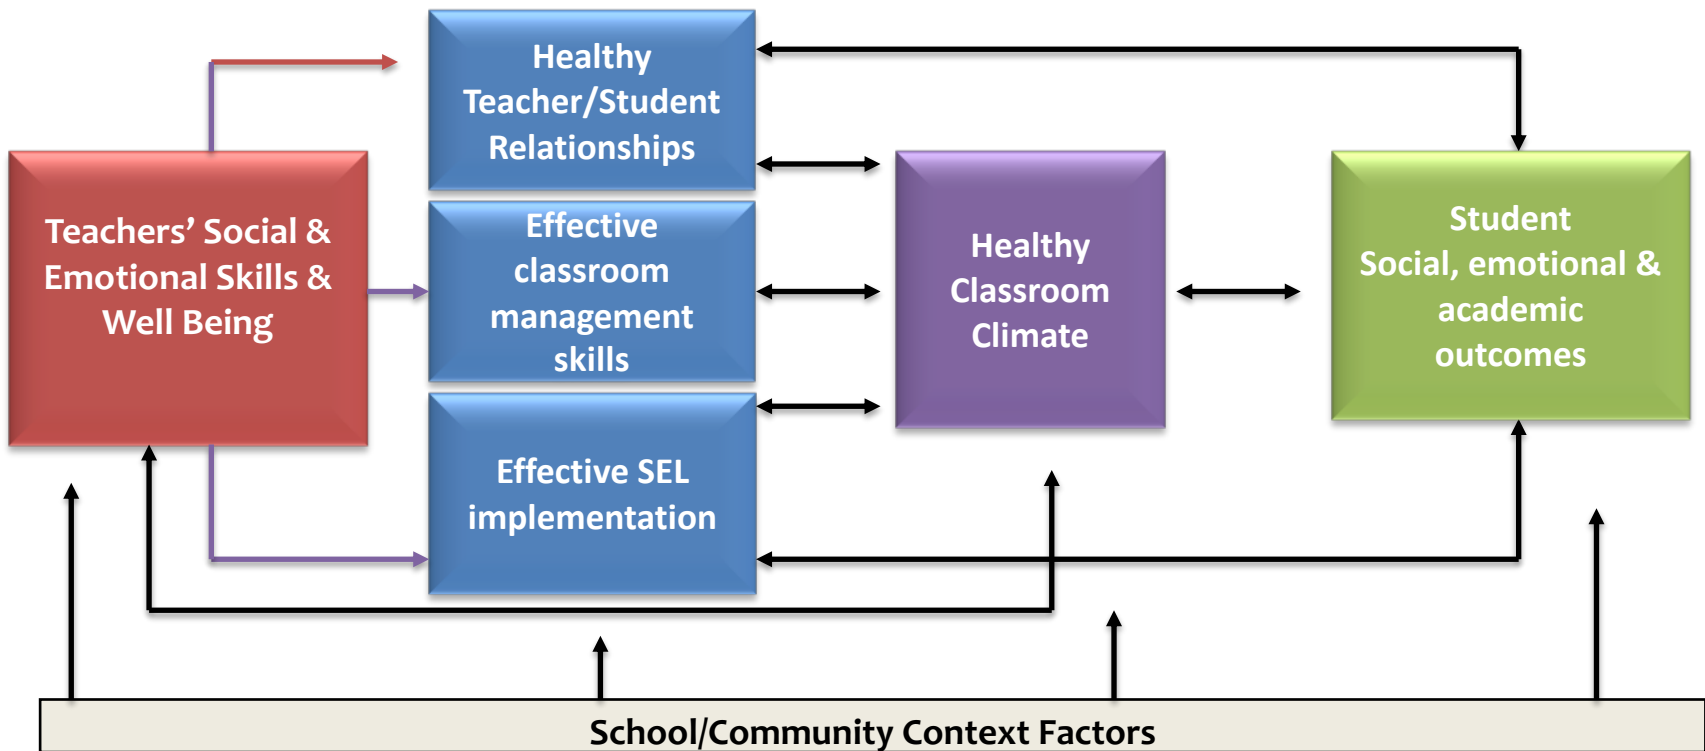 Healthy
Teacher/Student
Relationships
Teachers’ Social &
Emotional Skills &
Well Being
Effective
classroom
management
skills
Effective SEL
implementation
Healthy
Classroom
Climate
Student
Social, emotional &
academic
outcomes
School/Community Context Factors